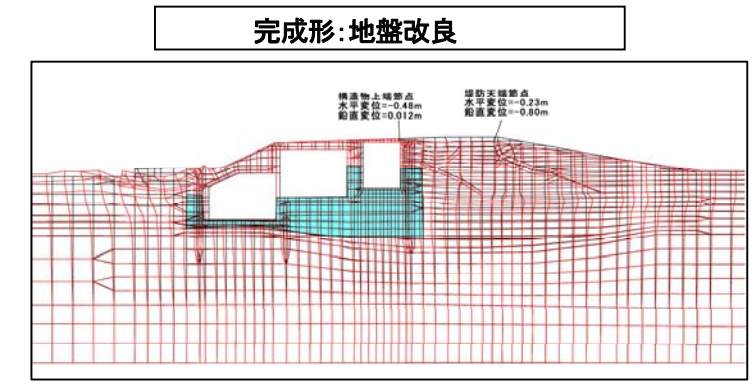 完成形:地盤改良
構造物上端節点
水平変位=-0.48m
鉛直変位=0.012m
堤防天端節点
水平変位=-0.23m
鉛直変位=-0.80m